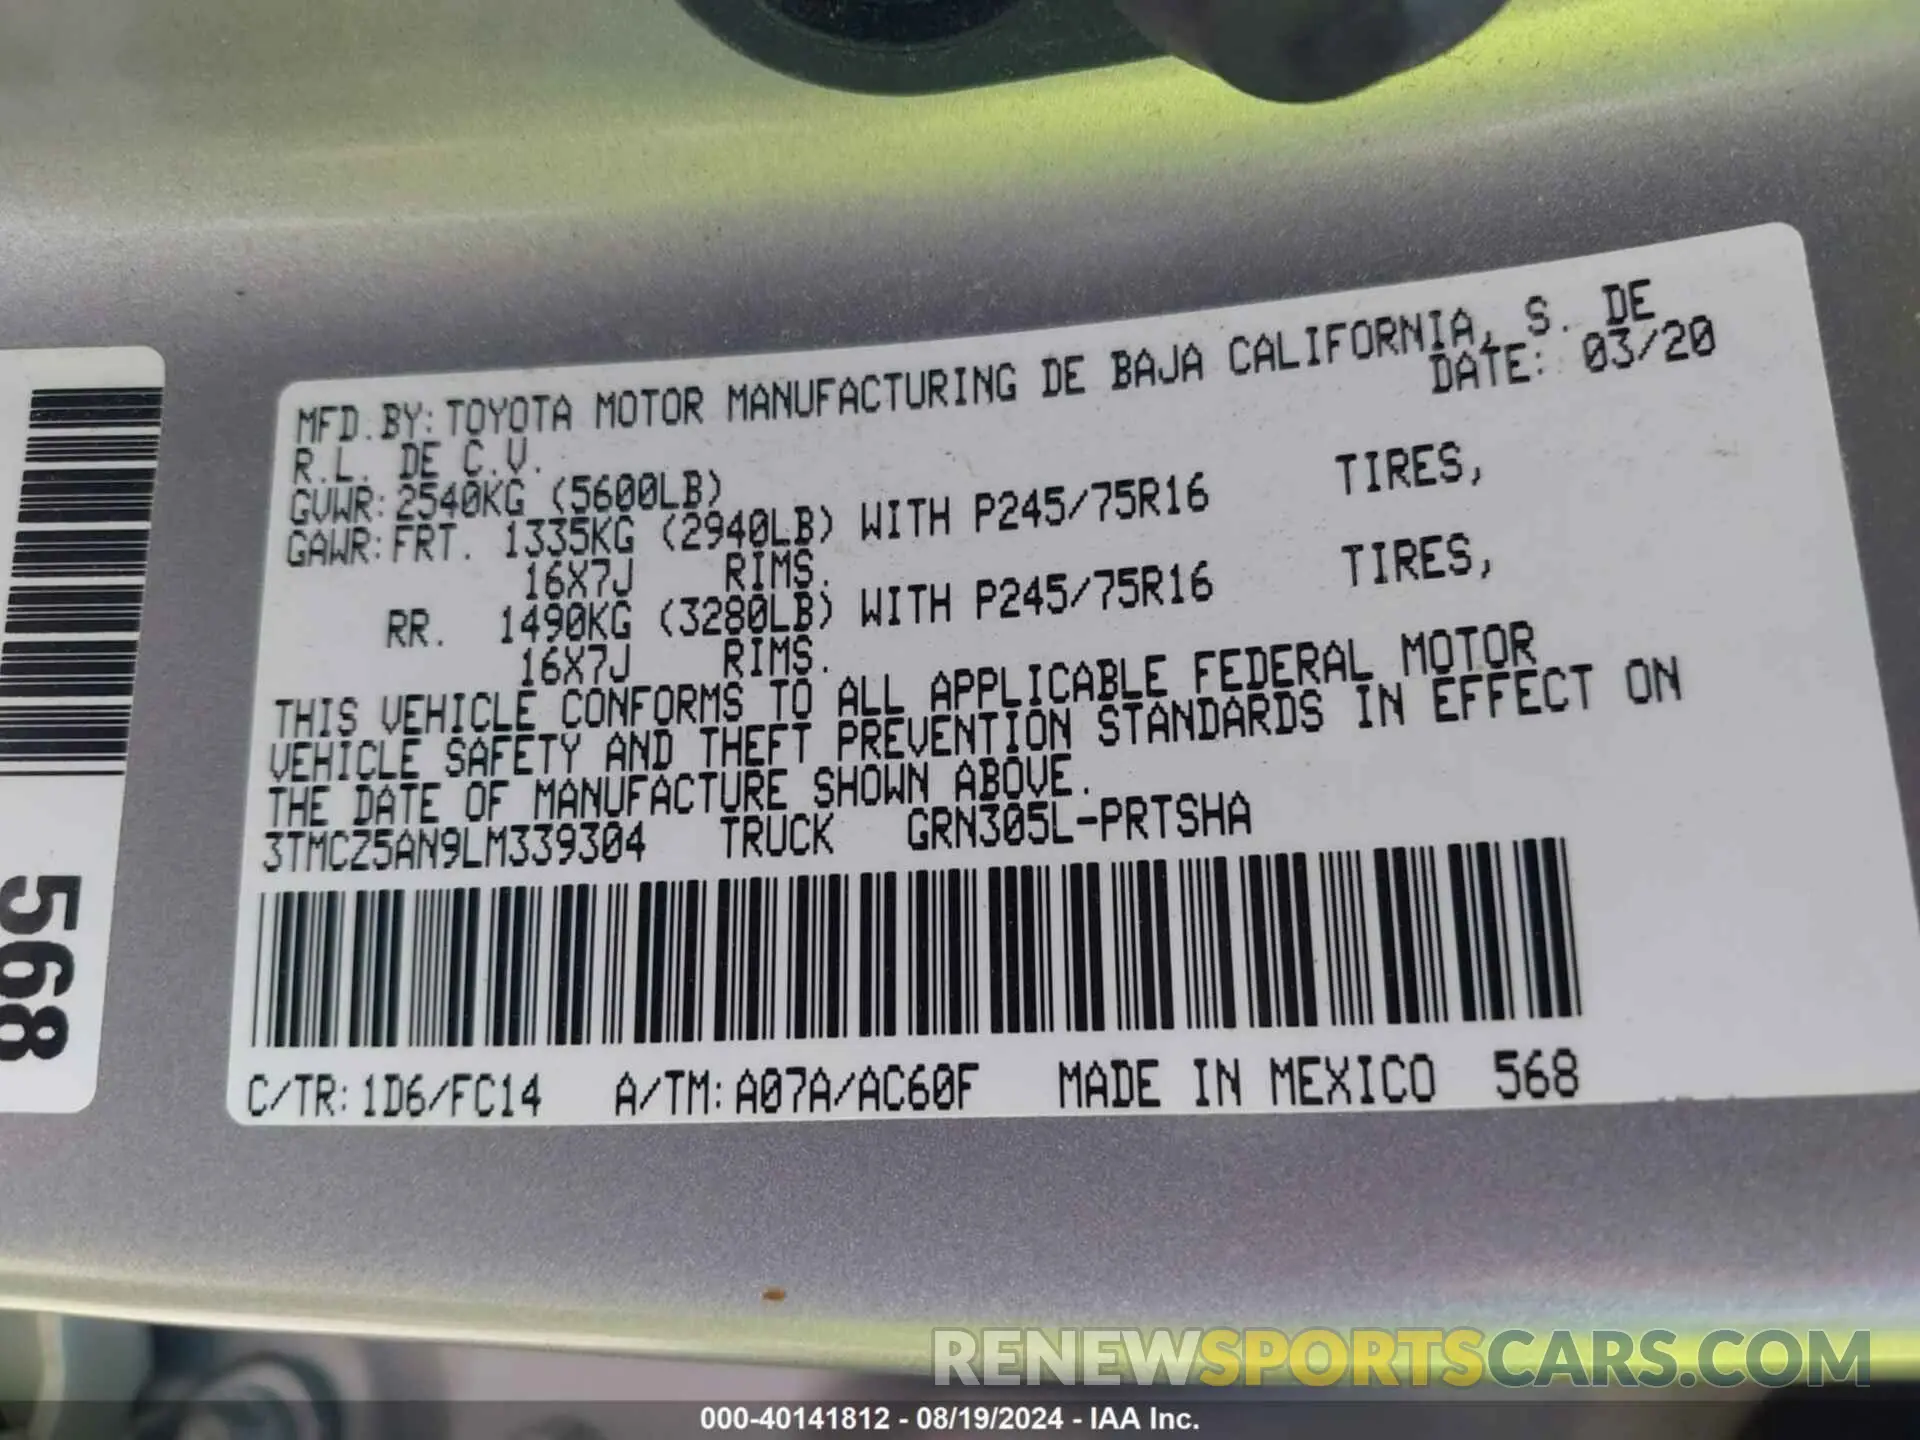 MFD.BY:TOYOTA MOTOR MANUFACTURING DE BAJA CALIFORNIA, S. DE
R.L. DE C.V.
DATE: 03/20
GVWR:2540KG (5600LB)
GAWR:FRT. 1335KG (2940LB) WITH P245/75R16 TIRES,
16X7J RIMS.
RR. 1490KG (3280LB) WITH P245/75R16 TIRES,
16X7J RIMS.
THIS VEHICLE CONFORMS TO ALL APPLICABLE FEDERAL MOTOR
VEHICLE SAFETY AND THEFT PREVENTION STANDARDS IN EFFECT ON
THE DATE OF MANUFACTURE SHOWN ABOVE.
3TMCZ5AN9LM339304 TRUCK GRN305L-PRTSHA
C/TR:1D6/FC14 A/TM:A07A/AC60F MADE IN MEXICO 568
568
RENEWSPORTSCARS.COM
000-40141812 - 08/19/2024 - IAA Inc.